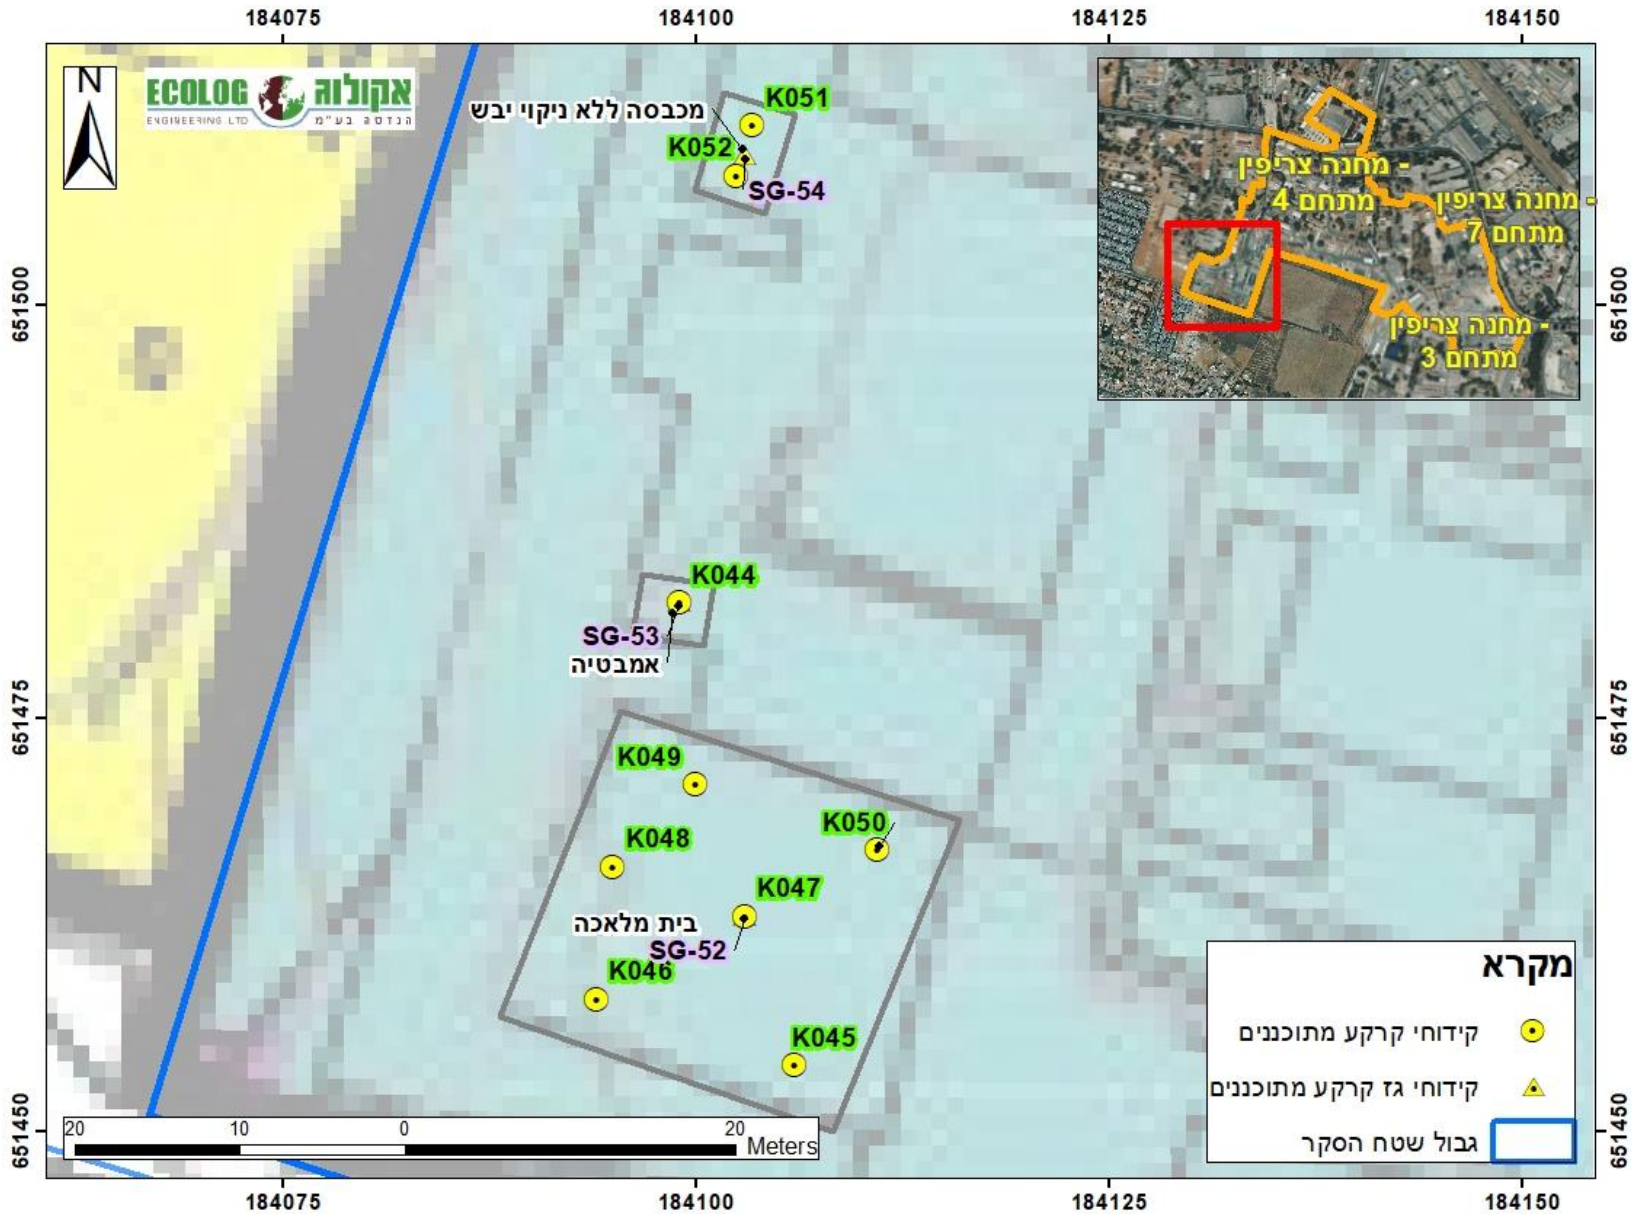 184075
184100
184125
184150
N
ECOLOG אקולוג
ENGINEERING LTD הנדסה בע"מ
K051
מכבסה ללא ניקוי יבש
K052
SG-54
מחנה צריפין -
מתחם 4
מחנה צריפין -
מתחם 7
מחנה צריפין -
מתחם 3
651500
651500
K044
SG-53
אמבטיה
651475
651475
K049
K050
K048
K047
בית מלאכה
SG-52
K046
K045
מקרא
קידוחי קרקע מתוכננים
קידוחי גז קרקע מתוכננים
גבול שטח הסקר
651450
651450
20 10 0 20
Meters
184075
184100
184125
184150